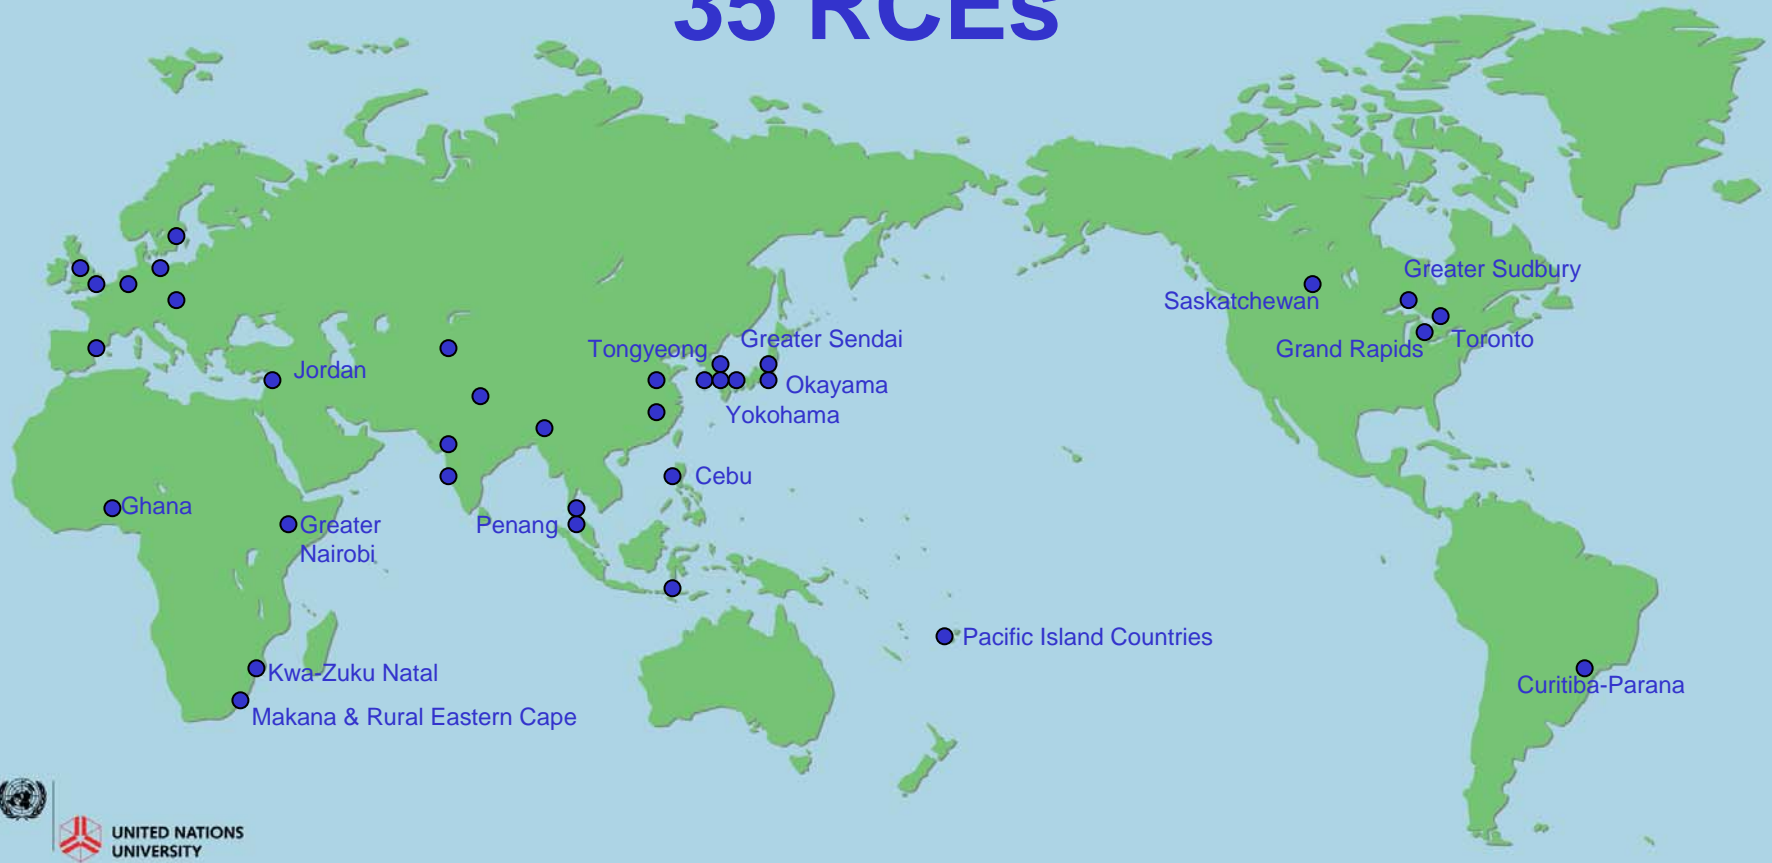 35 RCEs
Greater Sudbury
Saskatchewan
Greater Sendai
Tongyeong
Toronto
Grand Rapids
Jordan
Okayama
Yokohama
Cebu
Ghana
Greater
Nairobi
Penang
Pacific Island Countries
Kwa-Zuku Natal
Curitiba-Parana
Makana & Rural Eastern Cape
UNITED NATIONS
UNIVERSITY